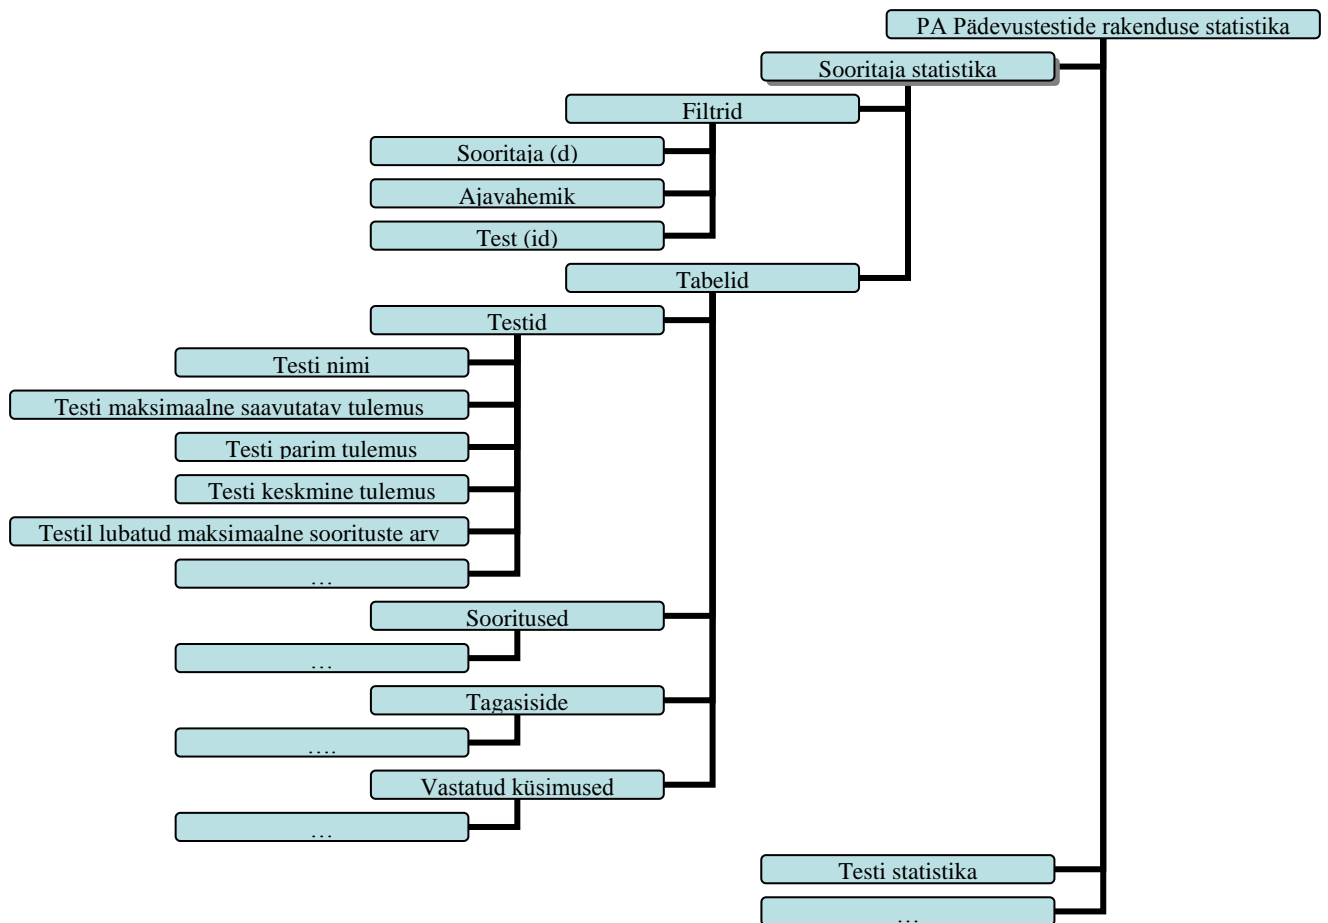 PA Pädevustestide rakenduse statistika
Sooritaja statistika
Filtrid
Sooritaja (d)
Ajavahemik
Test (id)
Tabelid
Testid
Testi nimi
Testi maksimaalne saavutatav tulemus
Testi parim tulemus
Testi keskmine tulemus
Testil lubatud maksimaalne soorituste arv
…
Sooritused
…
Tagasiside
….
Vastatud küsimused
…
Testi statistika
…